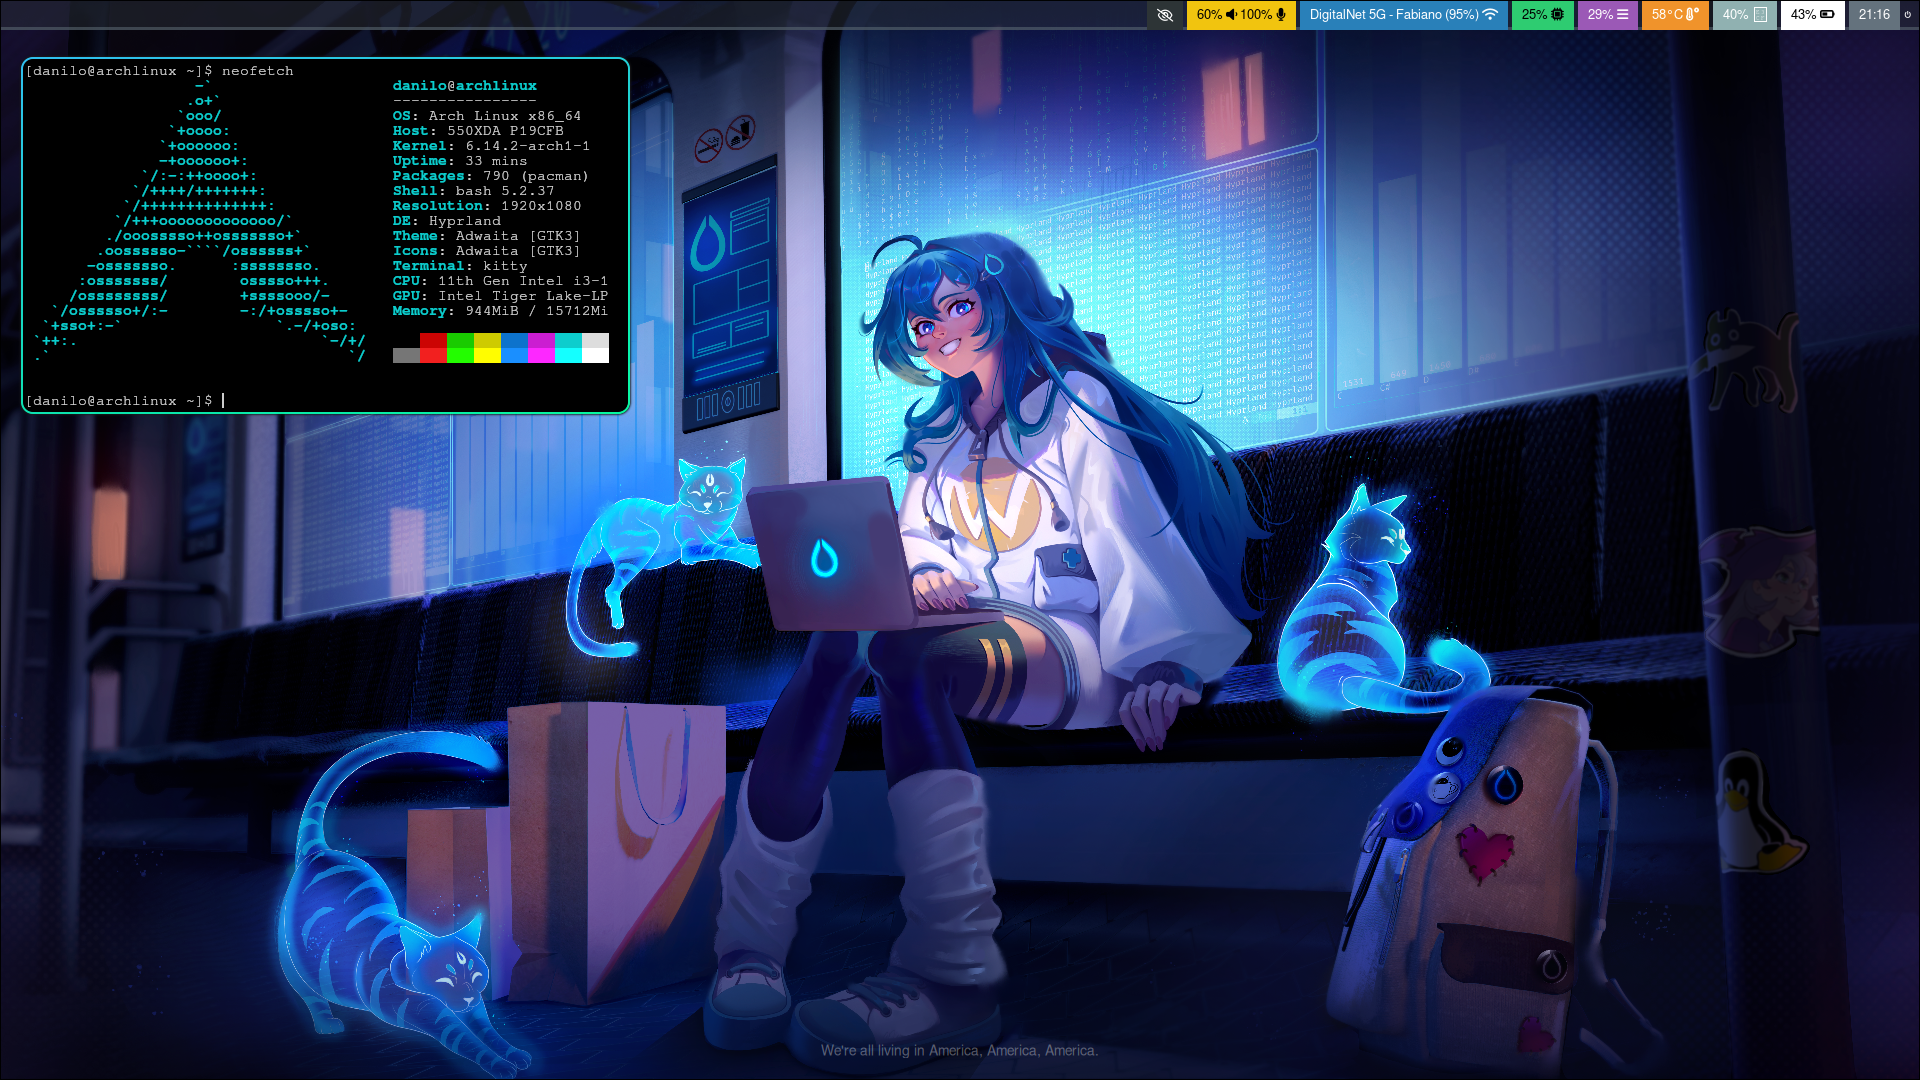 60% 100% DigitalNet 5G - Fabiano (95%) 25% 29% 58°C 40% 43% 21:16
[danilo@archlinux ~]$ neofetch
danilo@archlinux
----------------
OS: Arch Linux x86_64
Host: 550XDA P19CFB
Kernel: 6.14.2-arch1-1
Uptime: 33 mins
Packages: 790 (pacman)
Shell: bash 5.2.37
Resolution: 1920x1080
DE: Hyprland
Theme: Adwaita [GTK3]
Icons: Adwaita [GTK3]
Terminal: kitty
CPU: 11th Gen Intel i3-1
GPU: Intel Tiger Lake-LP
Memory: 944MiB / 15712Mi
[danilo@archlinux ~]$
Hyprland Hyprland Hyprland Hyprland
W
We're all living in America, America, America.